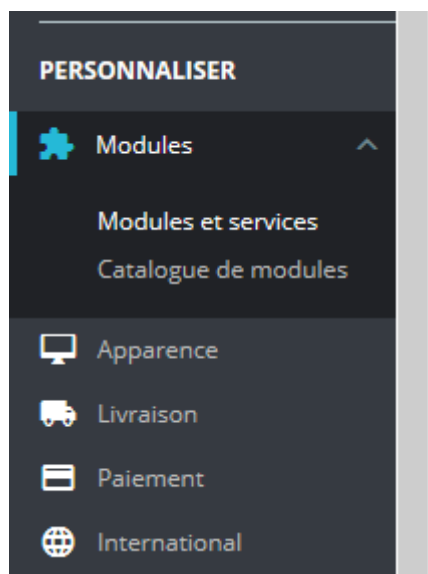 PERSONNALISER
Modules
Modules et services
Catalogue de modules
Apparence
Livraison
Paiement
International